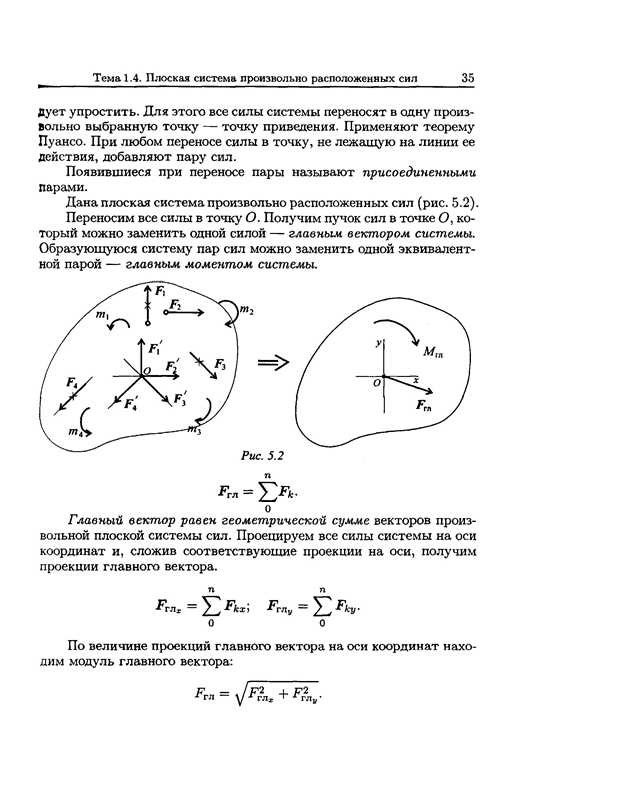 Тема 1.4. Плоская система произвольно расположенных сил 35
дует упростить. Для этого все силы системы переносят в одну произ-
вольно выбранную точку — точку приведения. Применяют теорему
Пуансо. При любом переносе силы в точку, не лежащую на линии ее
действия, добавляют пару сил.
Появившиеся при переносе пары называют присоединенными
парами.
Дана плоская система произвольно расположенных сил (рис. 5.2).
Переносим все силы в точку O. Получим пучок сил в точке O, ко-
торый можно заменить одной силой — главным вектором системы.
Образующуюся систему пар сил можно заменить одной эквивалент-
ной парой — главным моментом системы.
F₁
F₂
m₁
m₂
F₁′
O
F₂′
F₃
F₄
F₄′
F₃′
m₄
m₃
y
Mгл
O
x
Fгл
Рис. 5.2
n
Fгл = ∑Fk.
0
Главный вектор равен геометрической сумме векторов произ-
вольной плоской системы сил. Проецируем все силы системы на оси
координат и, сложив соответствующие проекции на оси, получим
проекции главного вектора.
n n
Fглx = ∑Fkx; Fглy = ∑Fky.
0 0
По величине проекций главного вектора на оси координат нахо-
дим модуль главного вектора:
Fгл = √F²глx + F²глy.